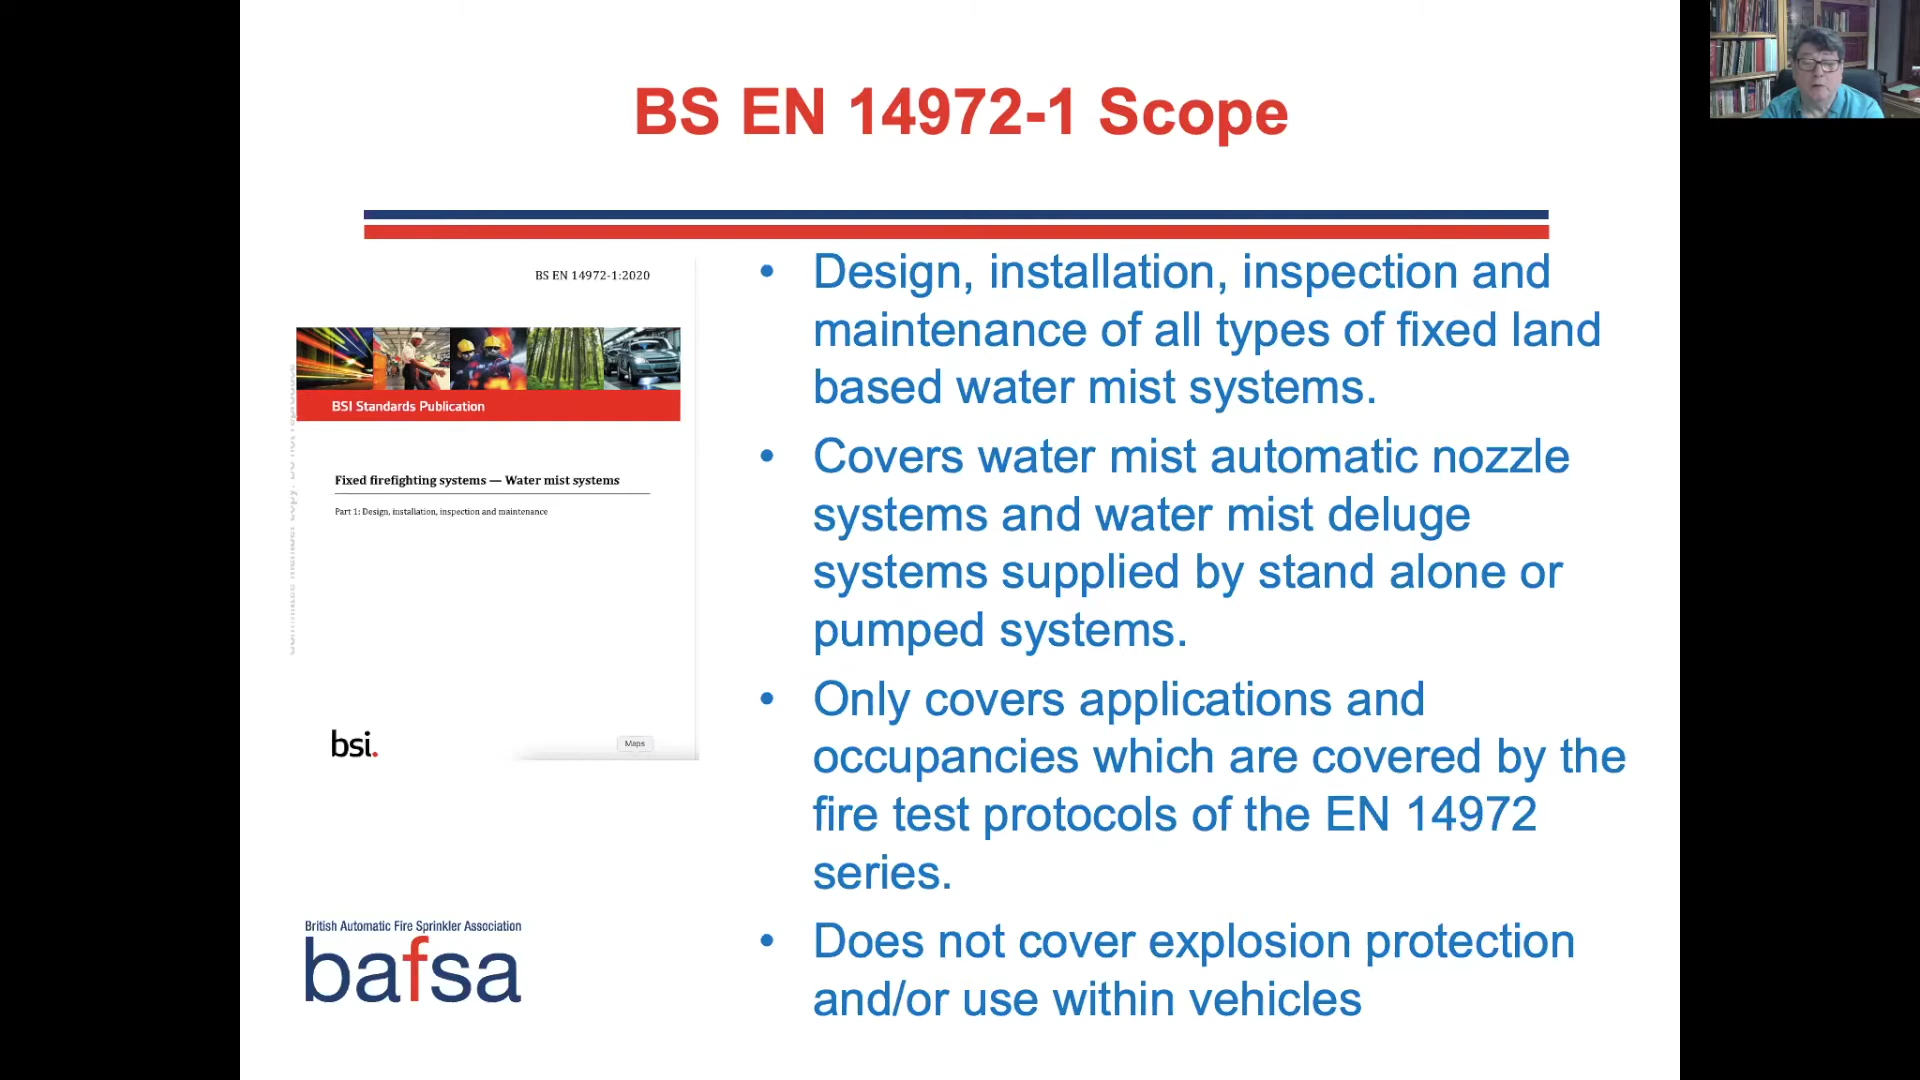 BS EN 14972-1 Scope
BS EN 14972-1:2020
BSI Standards Publication
Fixed firefighting systems — Water mist systems
Part 1: Design, installation, inspection and maintenance
bsi.
Maps
British Automatic Fire Sprinkler Association
bafsa
• Design, installation, inspection and
maintenance of all types of fixed land
based water mist systems.
• Covers water mist automatic nozzle
systems and water mist deluge
systems supplied by stand alone or
pumped systems.
• Only covers applications and
occupancies which are covered by the
fire test protocols of the EN 14972
series.
• Does not cover explosion protection
and/or use within vehicles